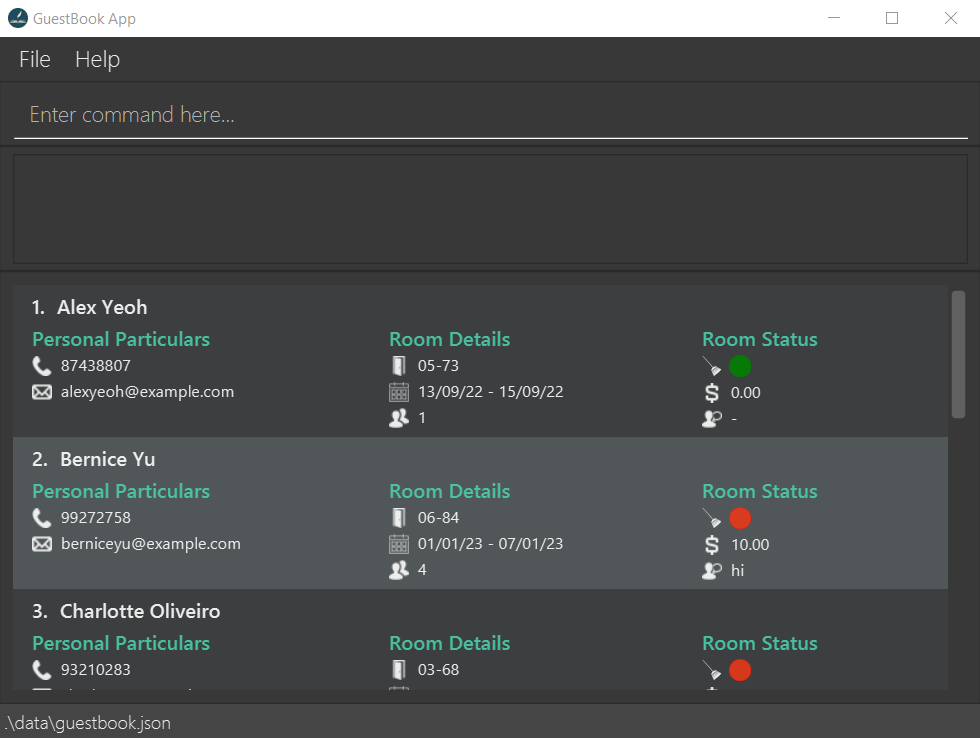 GuestBook App
File Help
Enter command here...
1. Alex Yeoh
Personal Particulars Room Details Room Status
87438807 05-73
alexyeoh@example.com 13/09/22 - 15/09/22 0.00
1 -
2. Bernice Yu
Personal Particulars Room Details Room Status
99272758 06-84
berniceyu@example.com 01/01/23 - 07/01/23 10.00
4 hi
3. Charlotte Oliveiro
Personal Particulars Room Details Room Status
93210283 03-68
.\data\guestbook.json